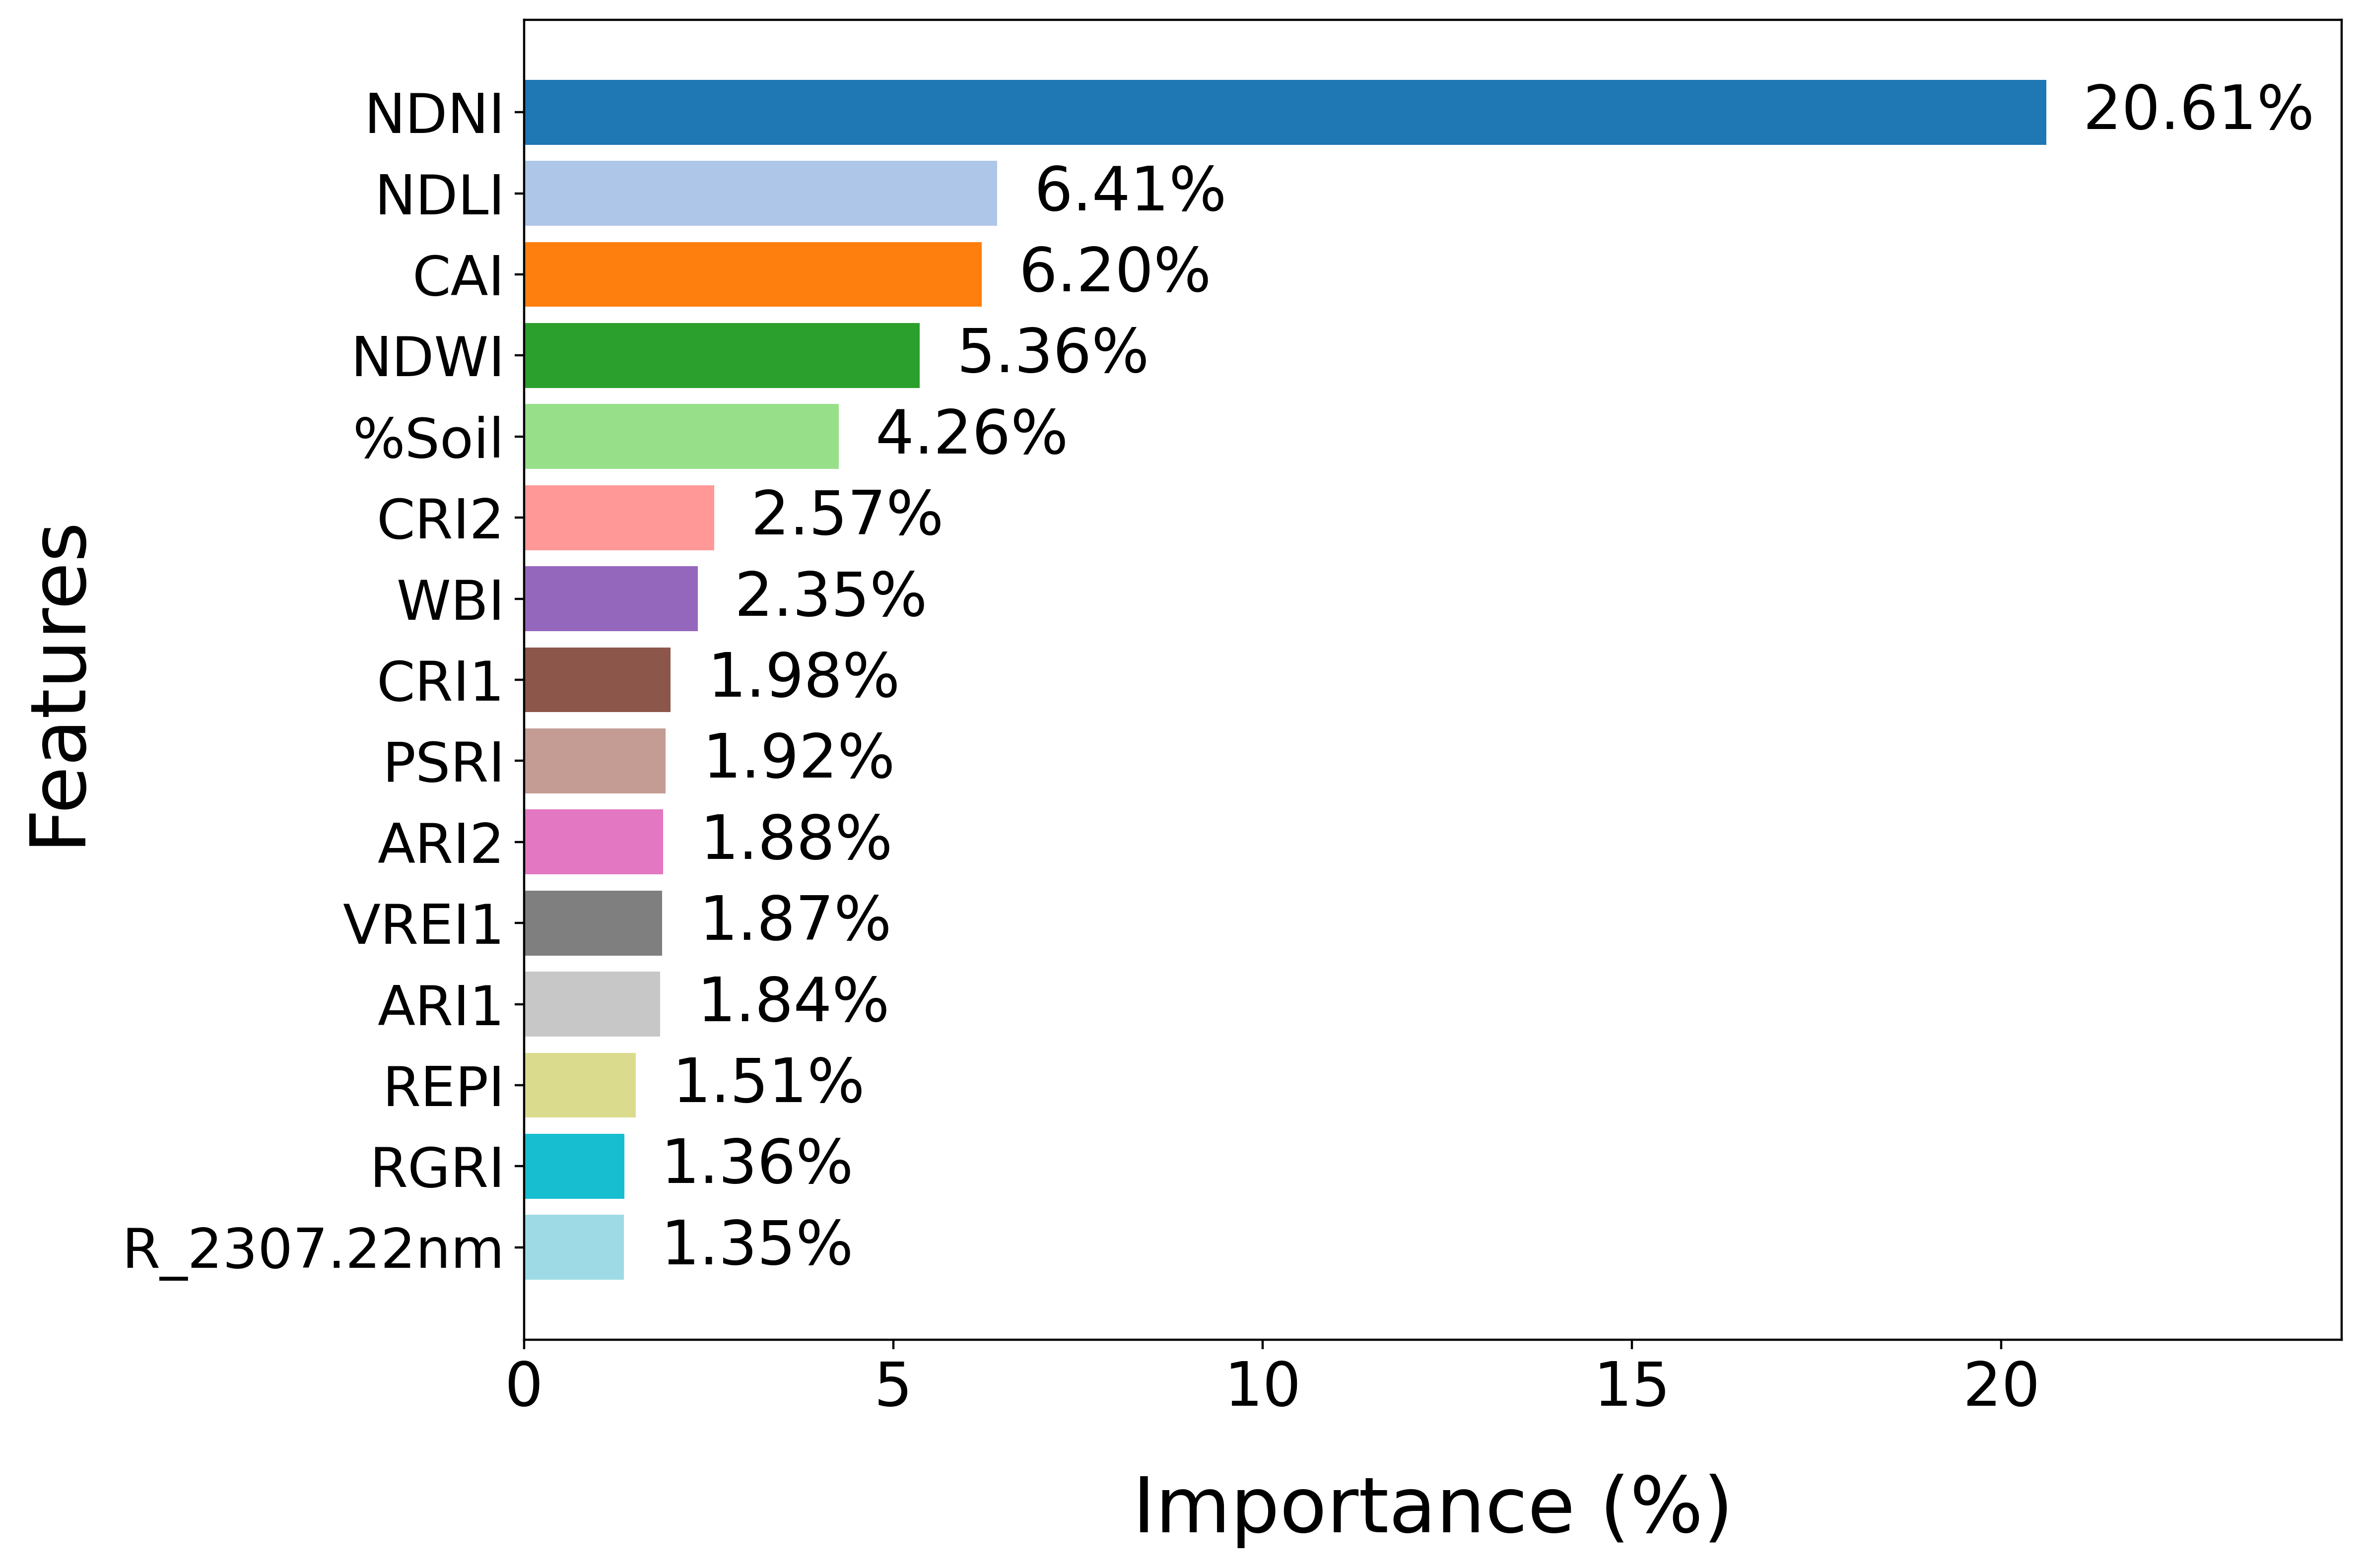 NDNI 20.61%
NDLI 6.41%
CAI 6.20%
NDWI 5.36%
%Soil 4.26%
CRI2 2.57%
WBI 2.35%
CRI1 1.98%
PSRI 1.92%
ARI2 1.88%
VREI1 1.87%
ARI1 1.84%
REPI 1.51%
RGRI 1.36%
R_2307.22nm 1.35%
Features
0 5 10 15 20
Importance (%)